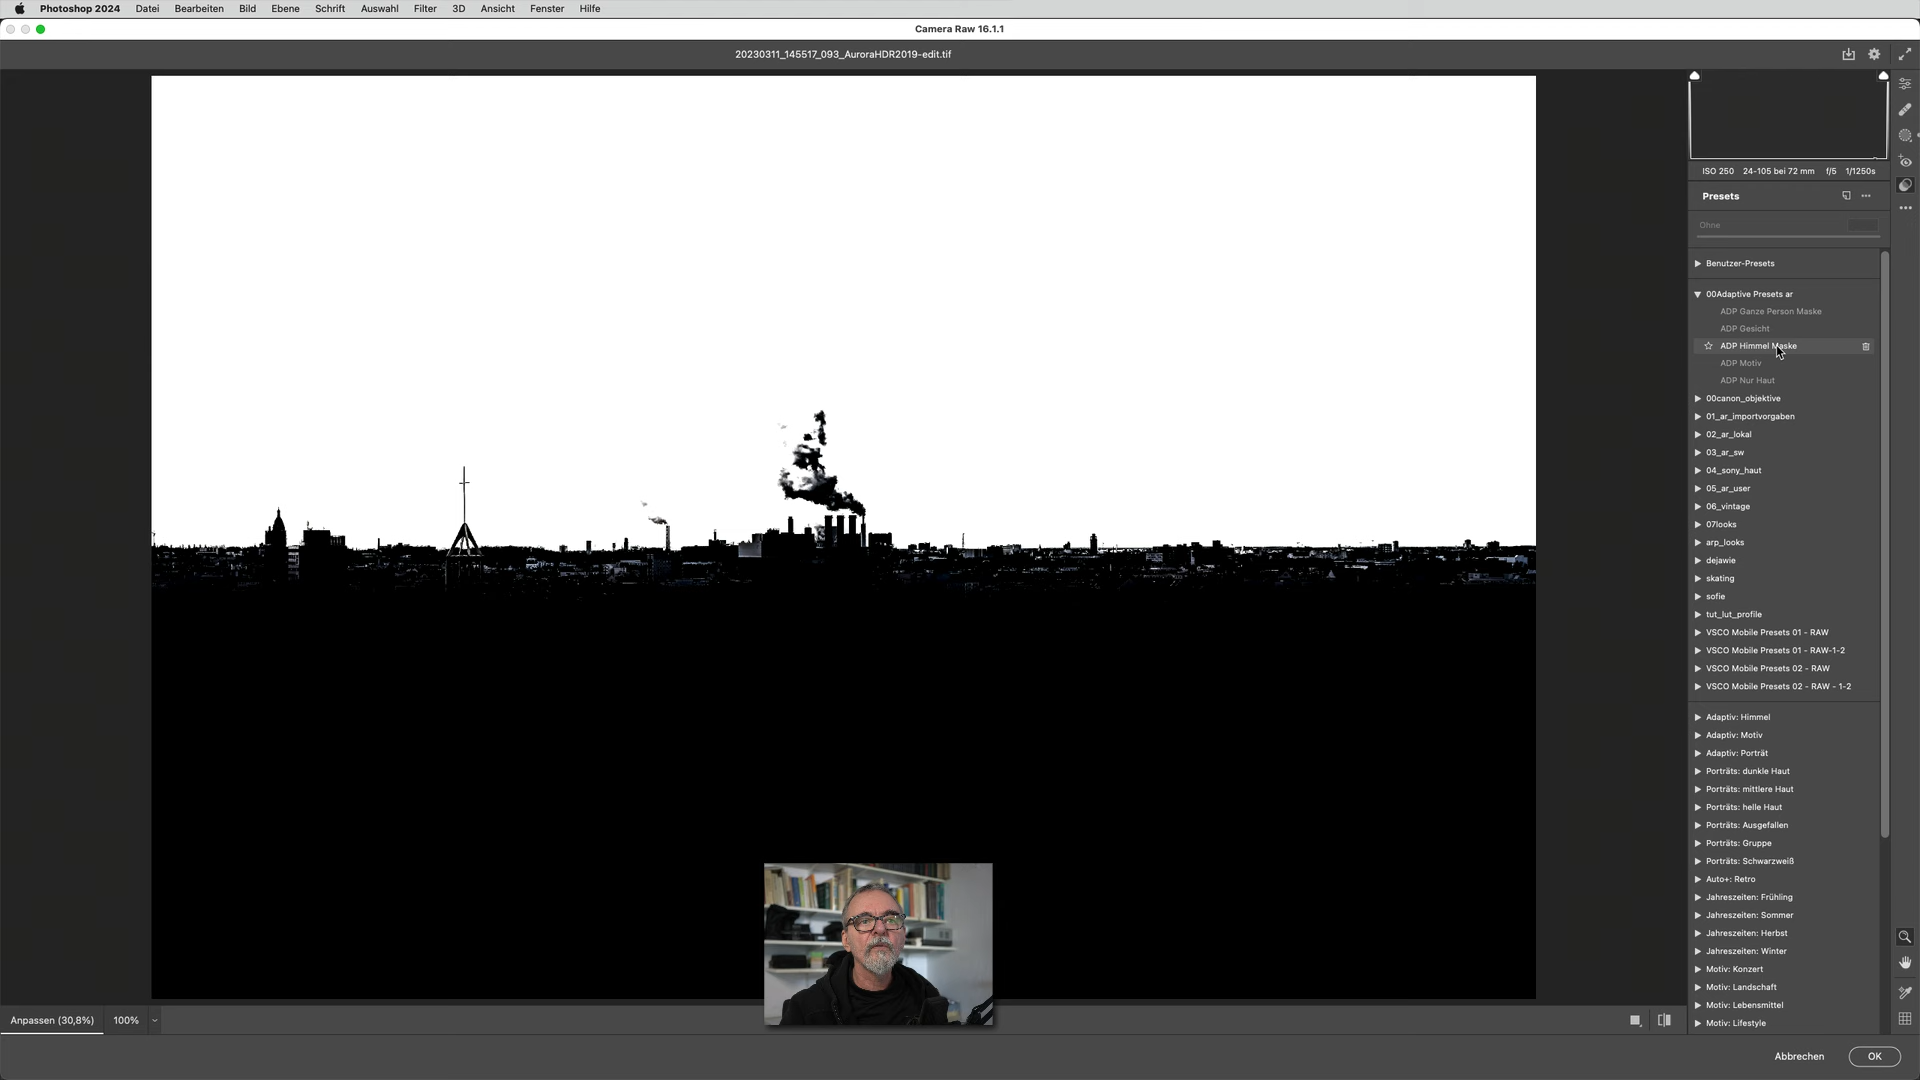 Photoshop 2024 Datei Bearbeiten Bild Ebene Schrift Auswahl Filter 3D Ansicht Fenster Hilfe
Camera Raw 16.1.1
20230311_145517_093_AuroraHDR2019-edit.tif
ISO 250 24-105 bei 72 mm f/5 1/1250s
Presets
Ohne
Benutzer-Presets
00Adaptive Presets ar
ADP Ganze Person Maske
ADP Gesicht
ADP Himmel Maske
ADP Motiv
ADP Nur Haut
00canon_objektive
01_ar_importvorgaben
02_ar_lokal
03_ar_sw
04_sony_haut
05_ar_user
06_vintage
07looks
arp_looks
dejawie
skating
sofie
tut_lut_profile
VSCO Mobile Presets 01 - RAW
VSCO Mobile Presets 01 - RAW-1-2
VSCO Mobile Presets 02 - RAW
VSCO Mobile Presets 02 - RAW - 1-2
Adaptiv: Himmel
Adaptiv: Motiv
Adaptiv: Porträt
Porträts: dunkle Haut
Porträts: mittlere Haut
Porträts: helle Haut
Porträts: Ausgefallen
Porträts: Gruppe
Porträts: Schwarzweiß
Auto+: Retro
Jahreszeiten: Frühling
Jahreszeiten: Sommer
Jahreszeiten: Herbst
Jahreszeiten: Winter
Motiv: Konzert
Motiv: Landschaft
Motiv: Lebensmittel
Motiv: Lifestyle
Anpassen (30,8%) 100%
Abbrechen OK